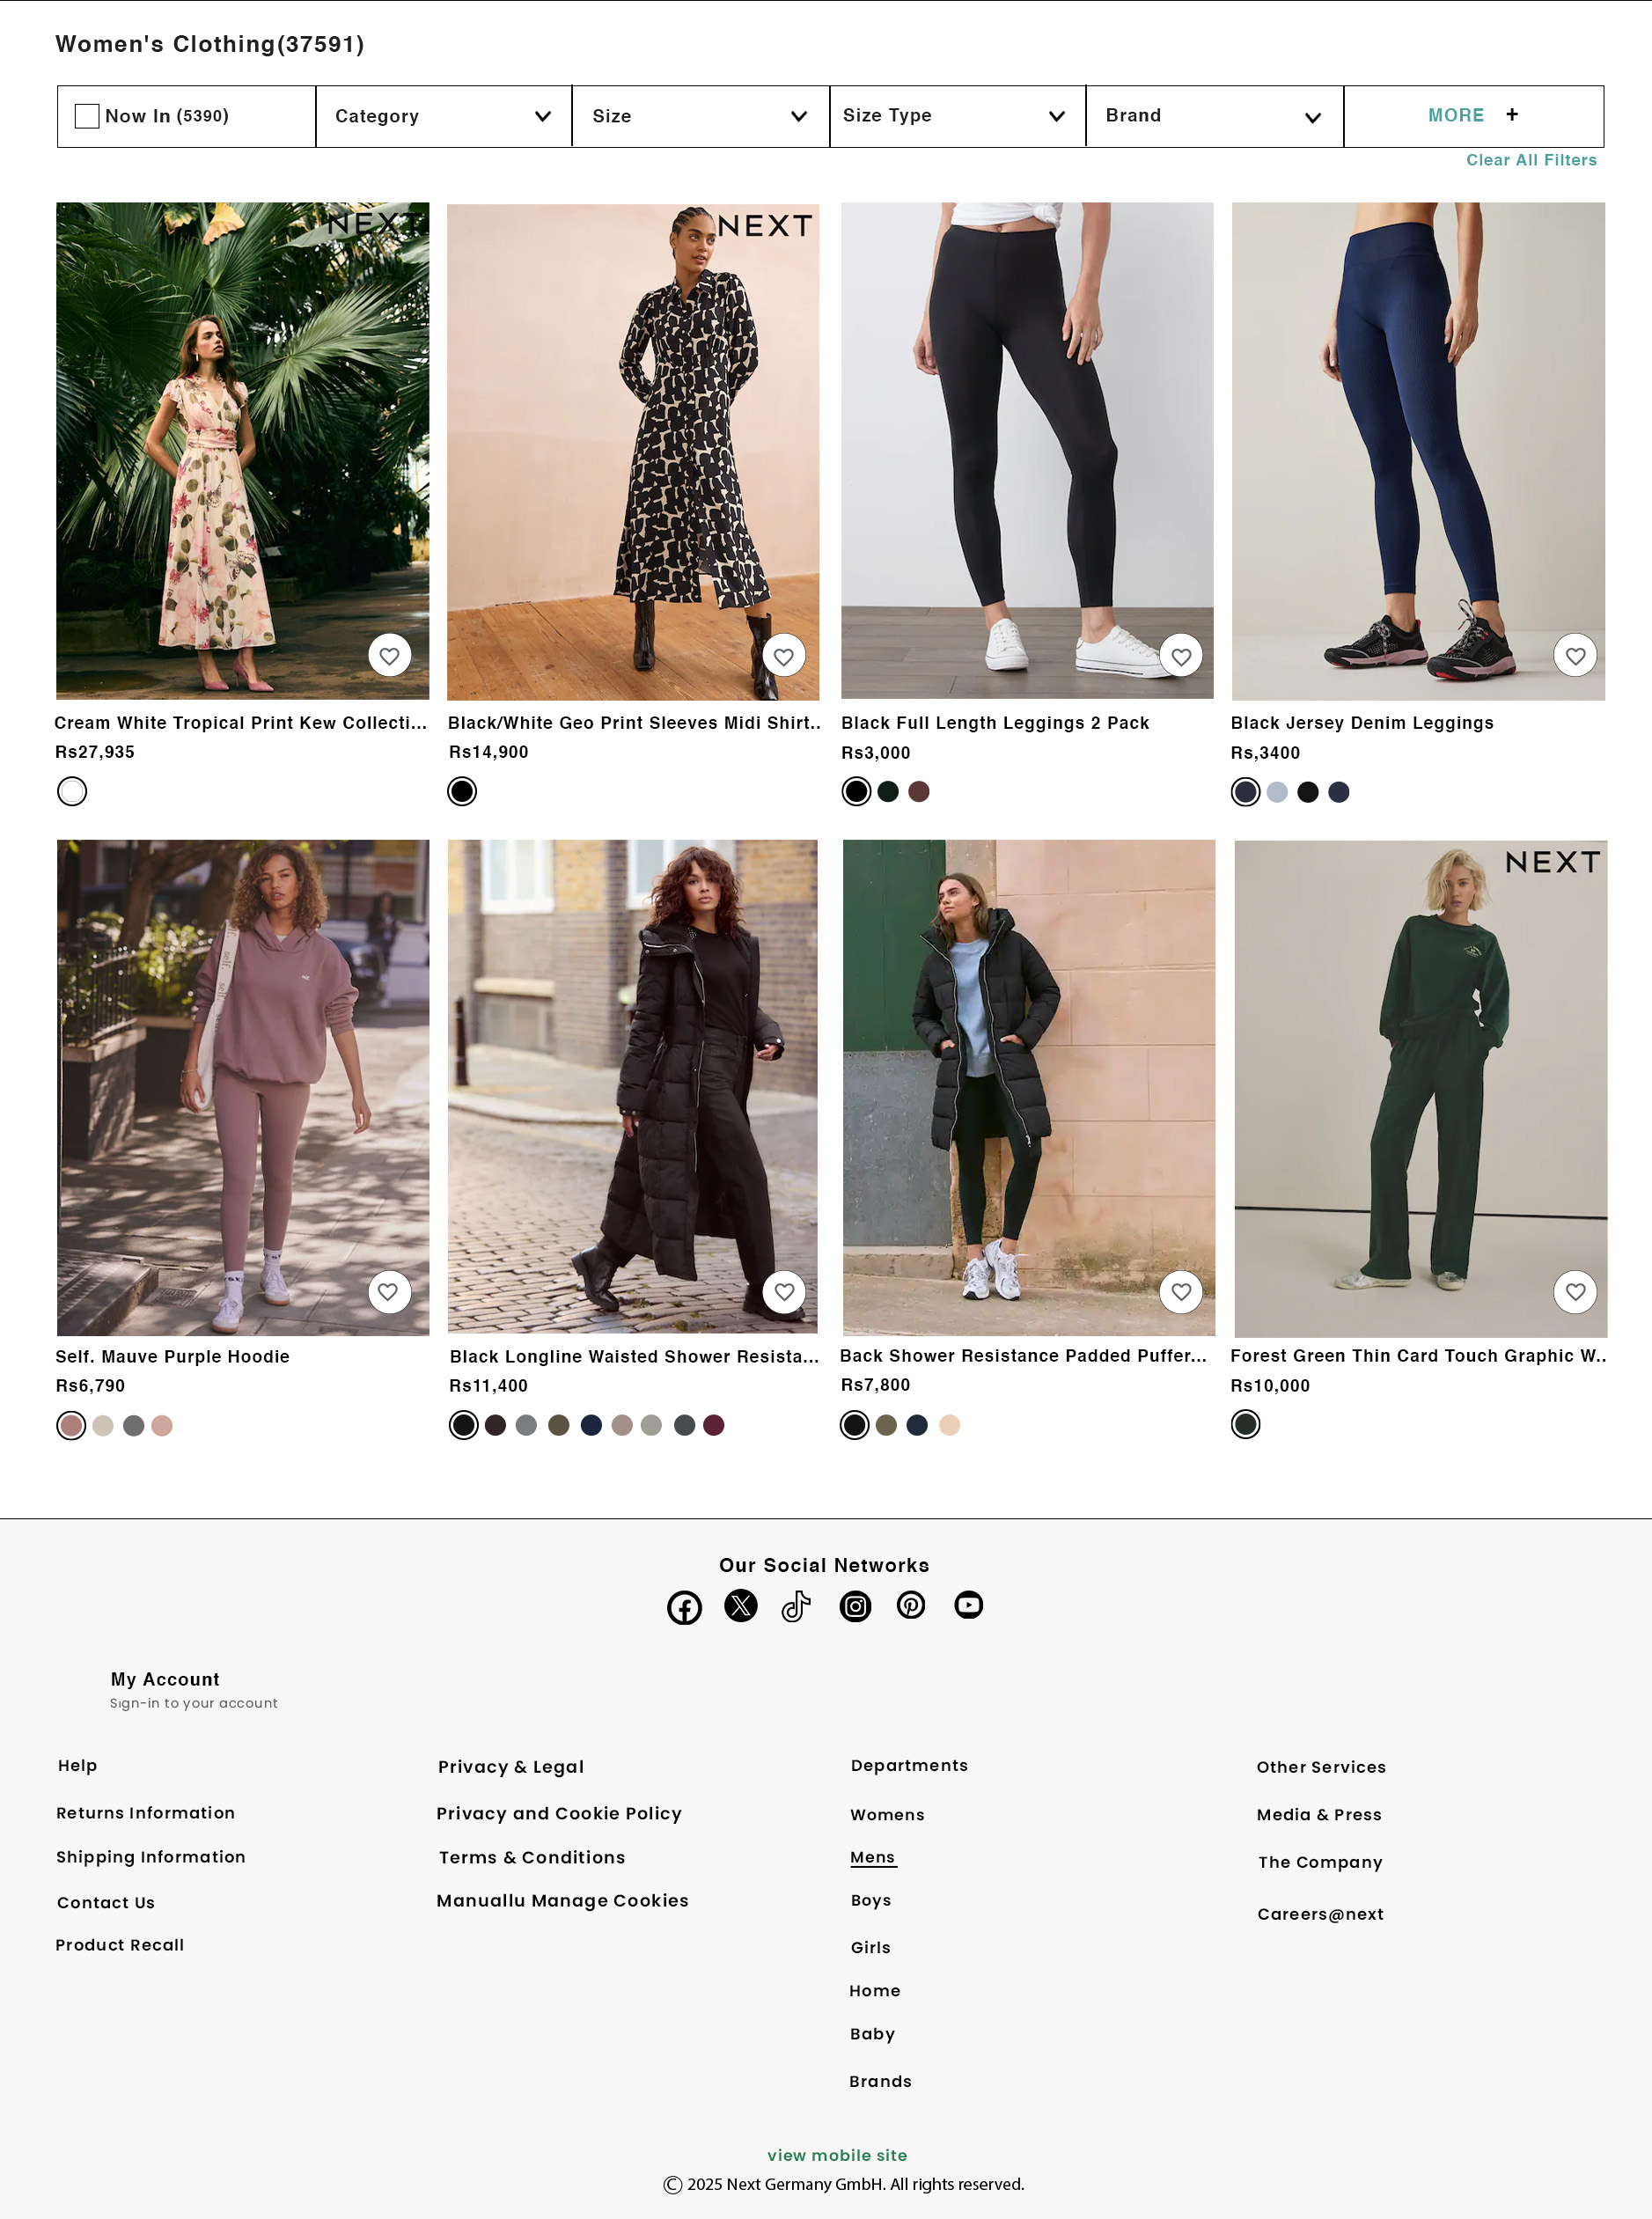 Women's Clothing(37591)
Now In (5390)
Category
Size
Size Type
Brand
MORE +
Clear All Filters
NEXT
NEXT
Cream White Tropical Print Kew Collecti...
Rs27,935
Black/White Geo Print Sleeves Midi Shirt..
Rs14,900
Black Full Length Leggings 2 Pack
Rs3,000
Black Jersey Denim Leggings
Rs,3400
self.
self.
NEXT
Self. Mauve Purple Hoodie
Rs6,790
Black Longline Waisted Shower Resista...
Rs11,400
Back Shower Resistance Padded Puffer...
Rs7,800
Forest Green Thin Card Touch Graphic W..
Rs10,000
Our Social Networks
My Account
Sign-in to your account
Help
Returns Information
Shipping Information
Contact Us
Product Recall
Privacy & Legal
Privacy and Cookie Policy
Terms & Conditions
Manuallu Manage Cookies
Departments
Womens
Mens
Boys
Girls
Home
Baby
Brands
Other Services
Media & Press
The Company
Careers@next
view mobile site
© 2025 Next Germany GmbH. All rights reserved.